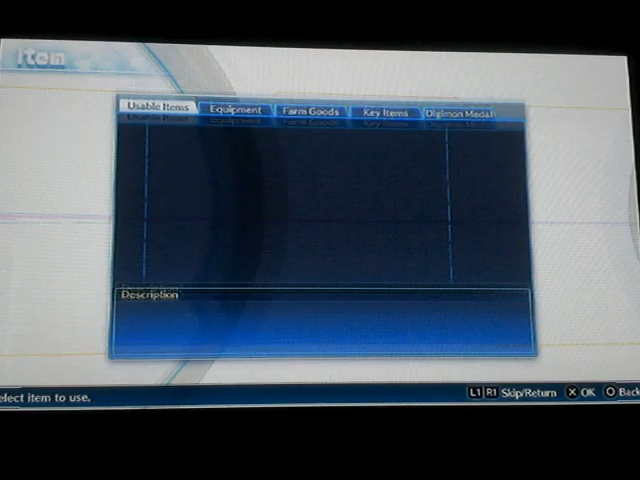 Item
Usable Items Equipment Farm Goods Key Items Digimon Medals
Description
elect item to use.
L1 R1 Skip/Return X OK O Back